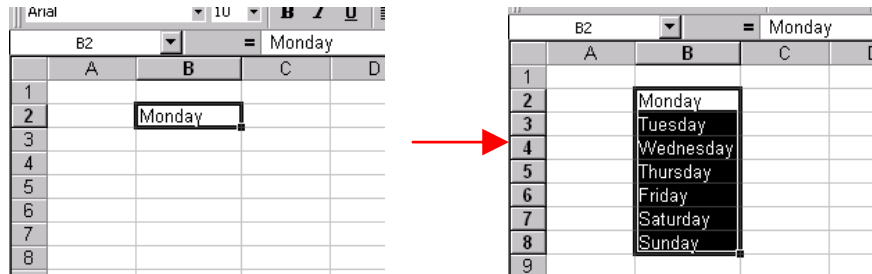 Arial 10 B I U
B2 = Monday
A B C D
1
2 Monday
3
4
5
6
7
8
B2 = Monday
A B C
1
2 Monday
3 Tuesday
4 Wednesday
5 Thursday
6 Friday
7 Saturday
8 Sunday
9